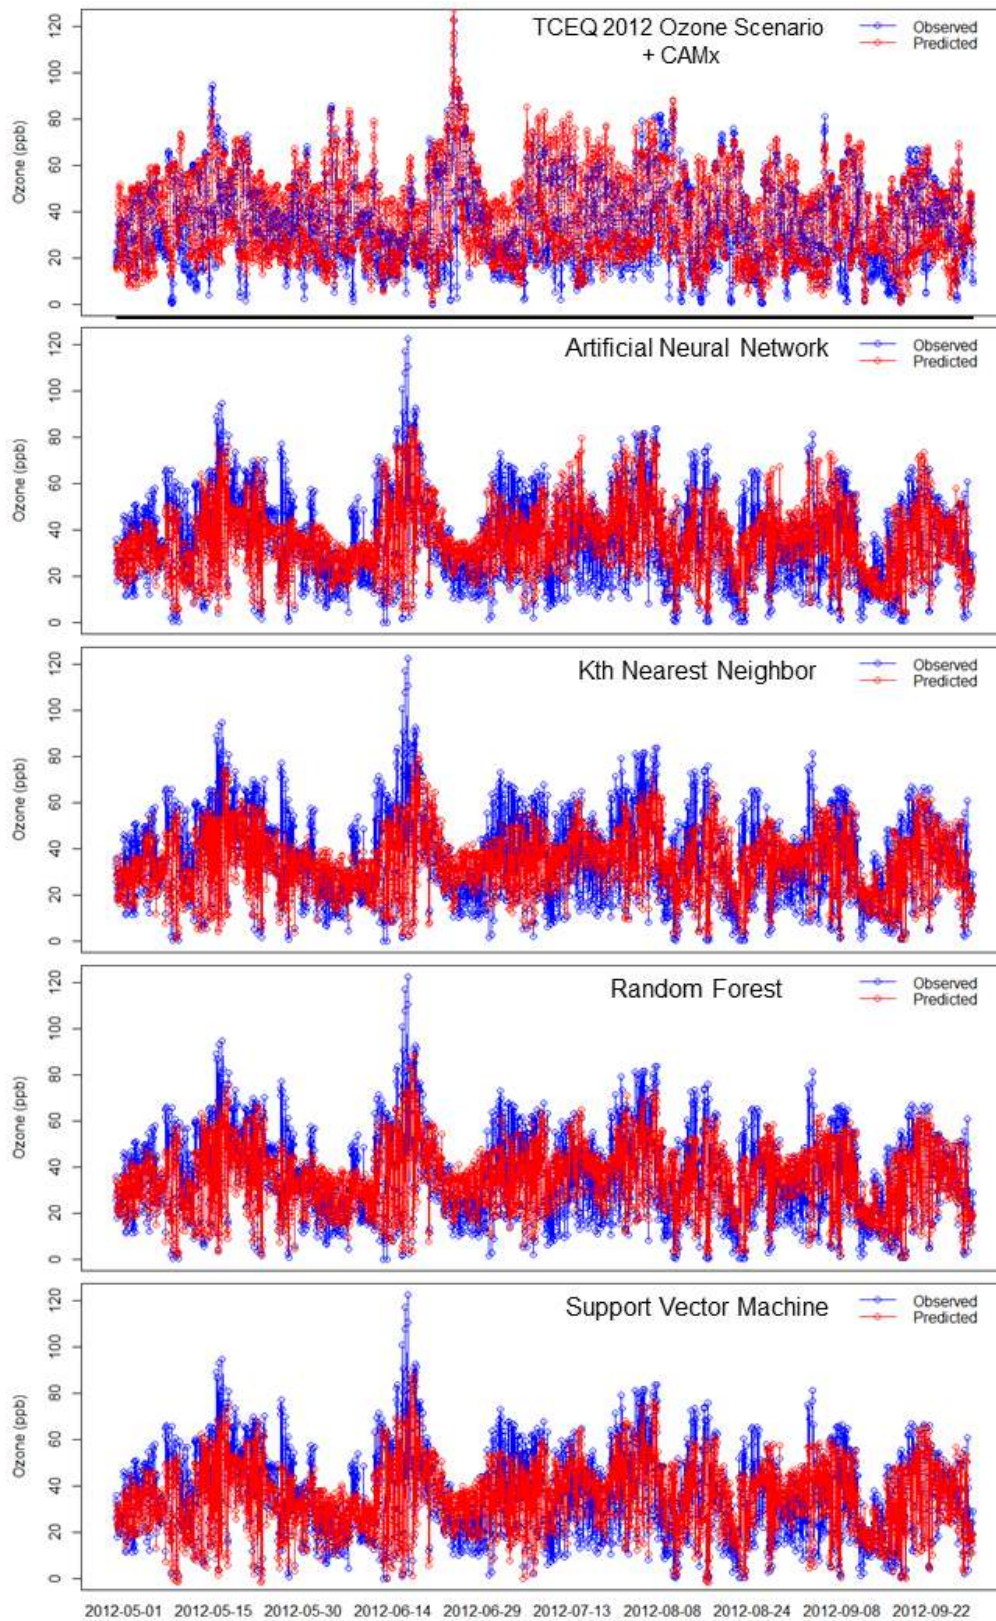 TCEQ 2012 Ozone Scenario
+ CAMx
Observed
Predicted
Ozone (ppb)
0
20
40
60
80
100
120
Artificial Neural Network
Observed
Predicted
Ozone (ppb)
0
20
40
60
80
100
120
Kth Nearest Neighbor
Observed
Predicted
Ozone (ppb)
0
20
40
60
80
100
120
Random Forest
Observed
Predicted
Ozone (ppb)
0
20
40
60
80
100
120
Support Vector Machine
Observed
Predicted
Ozone (ppb)
0
20
40
60
80
100
120
2012-05-01 2012-05-15 2012-05-30 2012-06-14 2012-06-29 2012-07-13 2012-08-08 2012-08-24 2012-09-08 2012-09-22